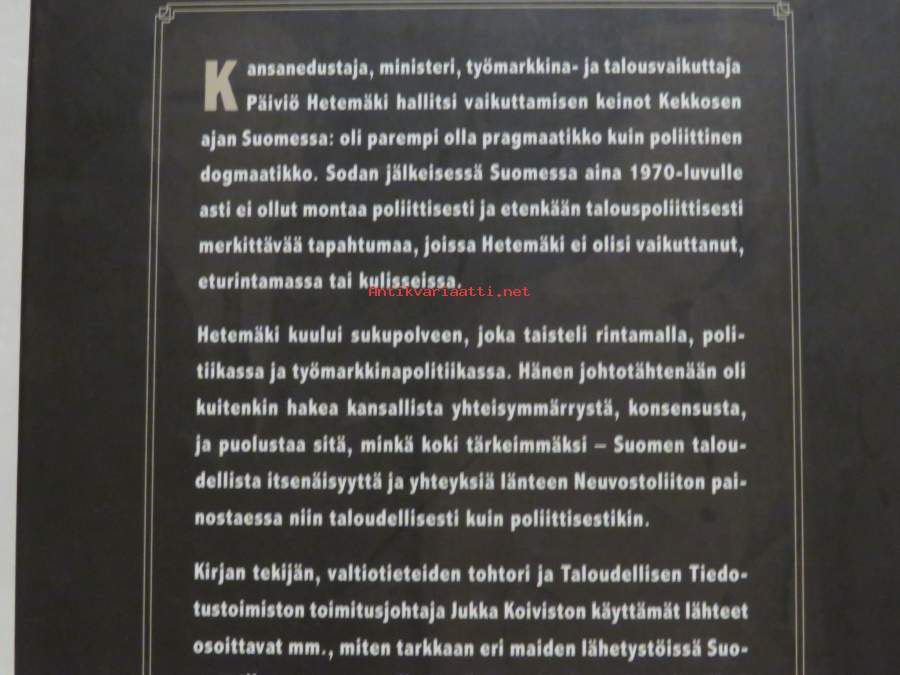 Kansanedustaja, ministeri, työmarkkina- ja talousvaikuttaja
Päiviö Hetemäki hallitsi vaikuttamisen keinot Kekkosen
ajan Suomessa: oli parempi olla pragmaatikko kuin poliittinen
dogmaatikko. Sodan jälkeisessä Suomessa aina 1970-luvulle
asti ei ollut montaa poliittisesti ja etenkään talouspoliittisesti
merkittävää tapahtumaa, joissa Hetemäki ei olisi vaikuttanut,
eturintamassa tai kulisseissa.
Antikvariaatti.net
Hetemäki kuului sukupolveen, joka taisteli rintamalla, poli-
tiikassa ja työmarkkinapolitiikassa. Hänen johtotähtenään oli
kuitenkin hakea kansallista yhteisymmärrystä, konsensusta,
ja puolustaa sitä, minkä koki tärkeimmäksi – Suomen talou-
dellista itsenäisyyttä ja yhteyksiä länteen Neuvostoliiton pai-
nostaessa niin taloudellisesti kuin poliittisestikin.
Kirjan tekijän, valtiotieteiden tohtori ja Taloudellisen Tiedo-
tustoimiston toimitusjohtaja Jukka Koiviston käyttämät lähteet
osoittavat mm., miten tarkkaan eri maiden lähetystöissä Suo-